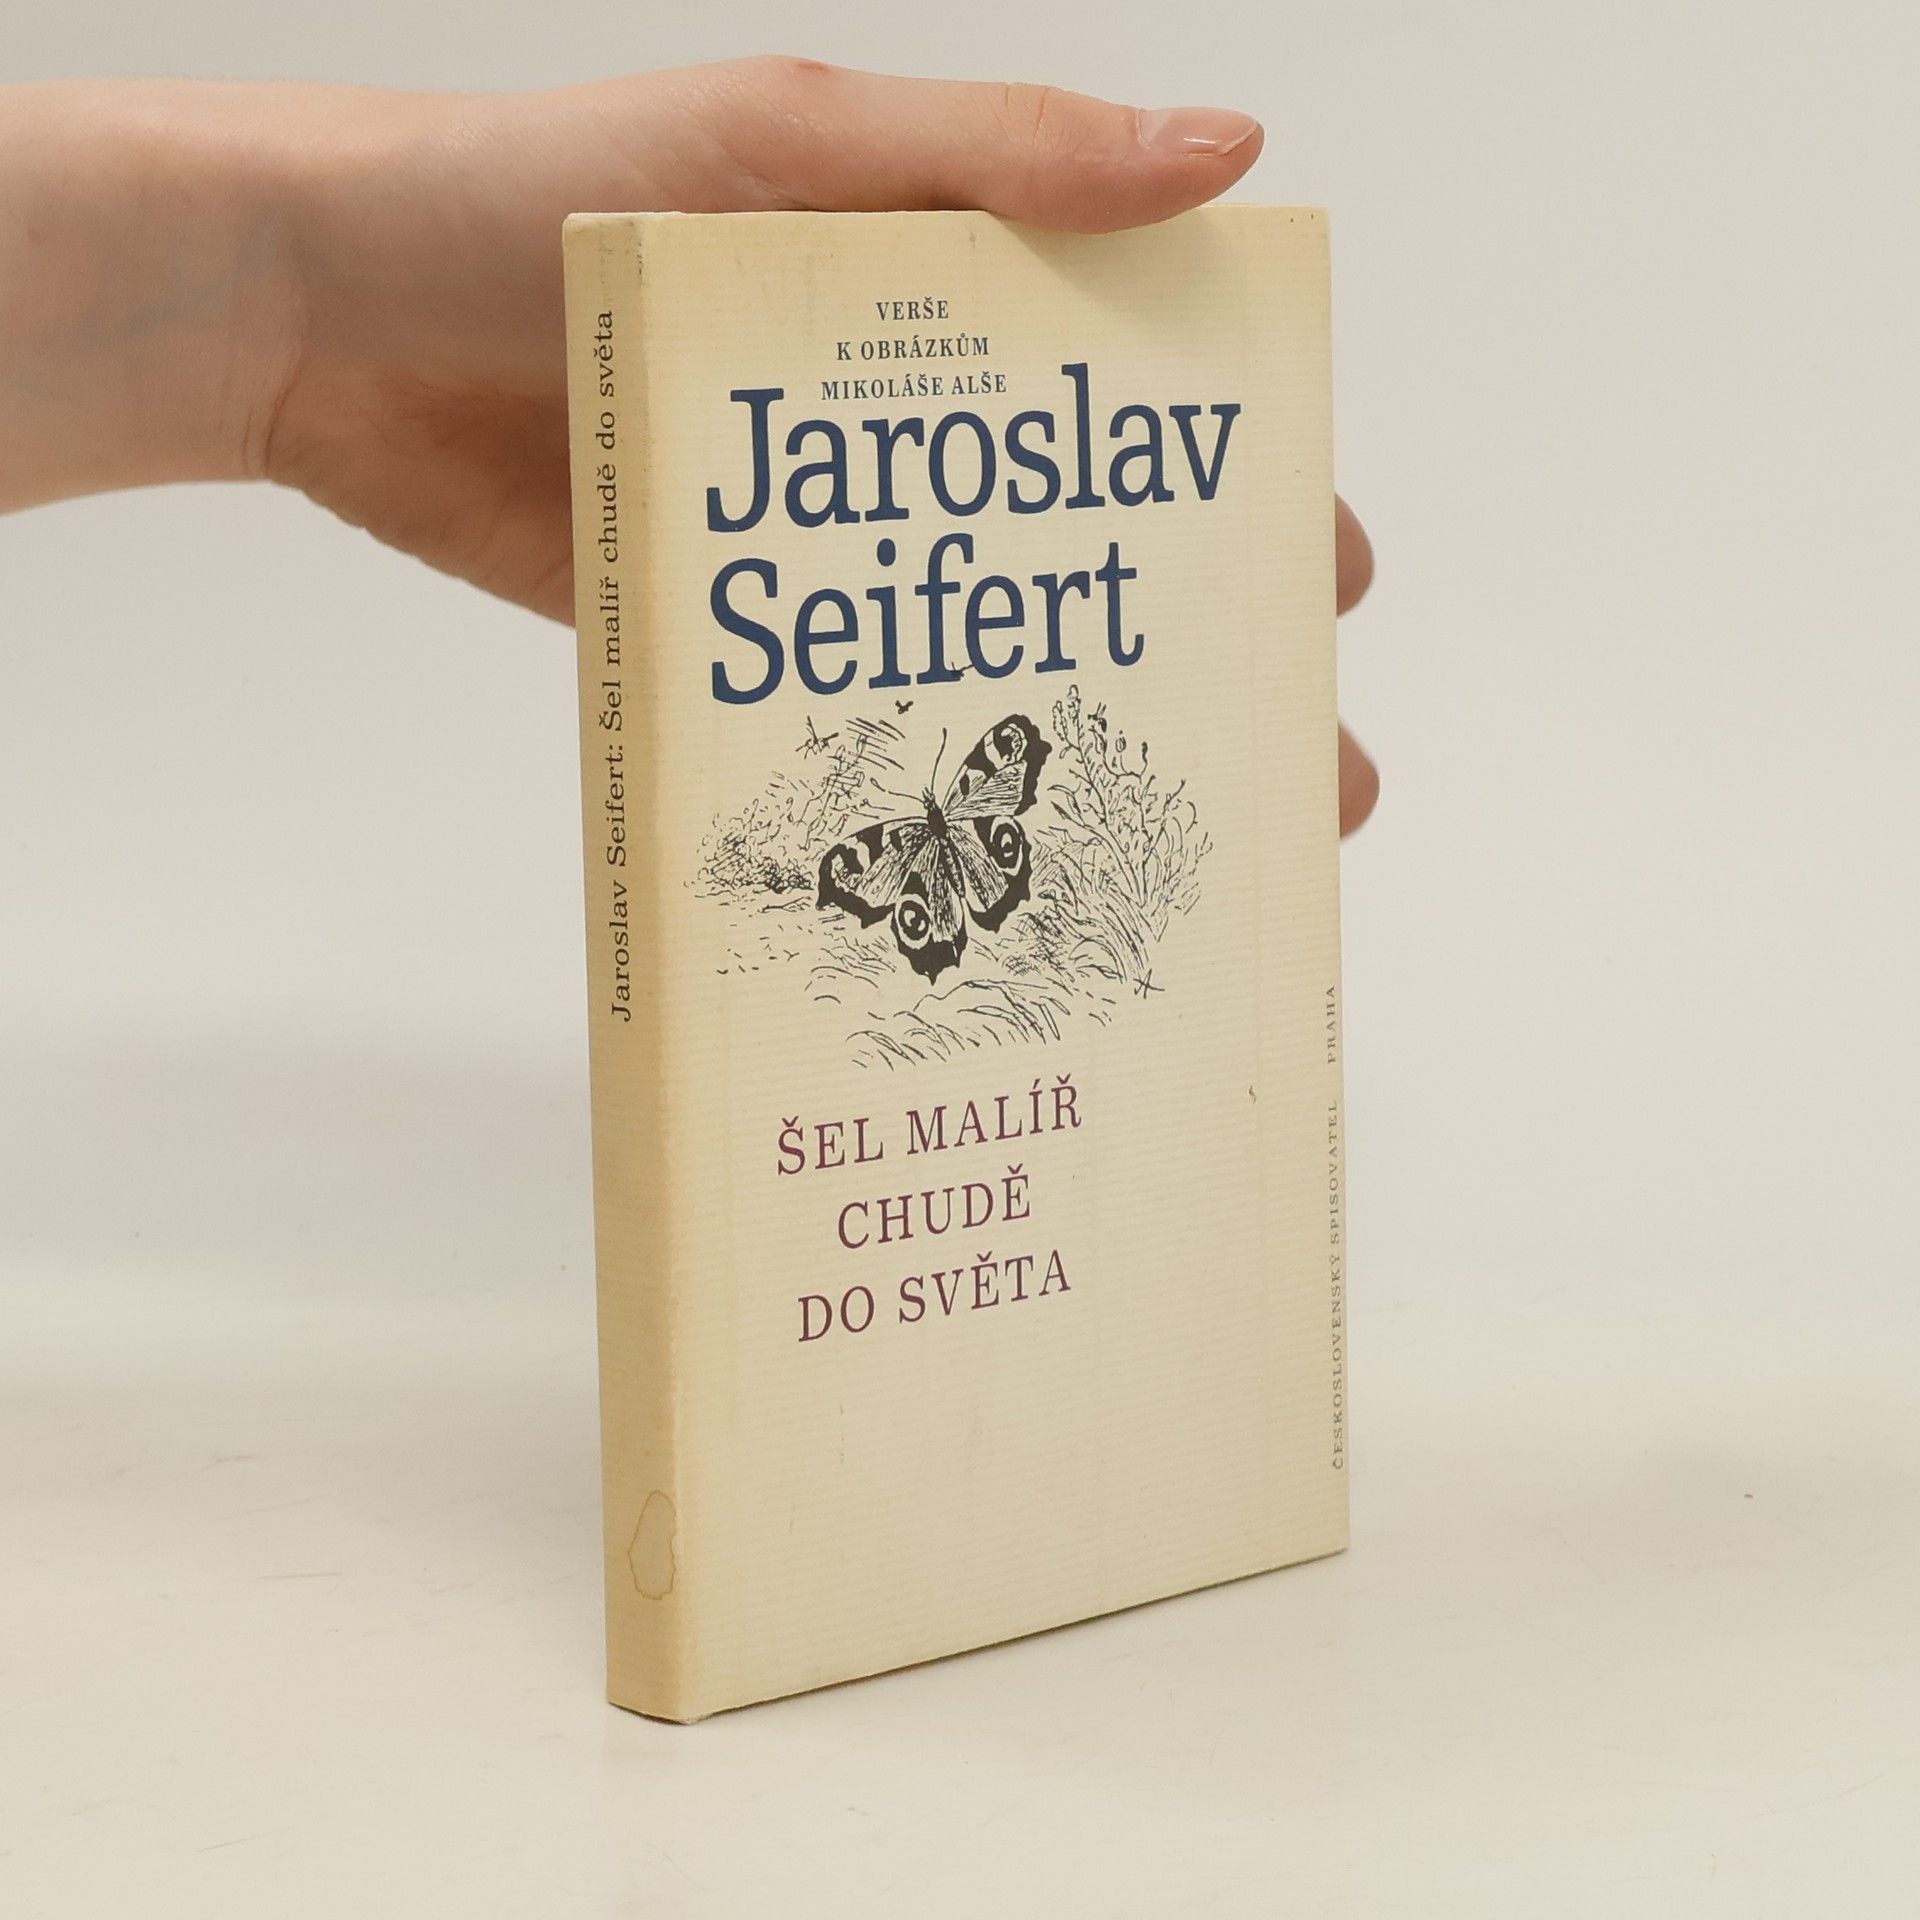 Jaroslav Seifert: Šel malíř chudě do světa
VERŠE
K OBRÁZKŮM
MIKOLÁŠE ALŠE
Jaroslav
Seifert
ŠEL MALÍŘ
CHUDĚ
DO SVĚTA
ČESKOSLOVENSKÝ SPISOVATEL PRAHA